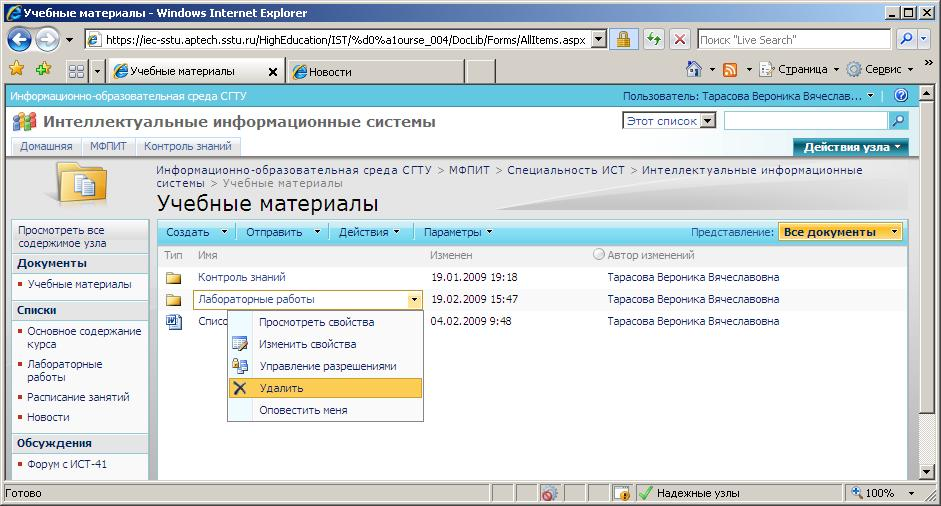 Учебные материалы - Windows Internet Explorer
https://iec-sstu.aptech.sstu.ru/HighEducation/IST/%d0%a1ourse_004/DocLib/Forms/AllItems.aspx
Поиск "Live Search"
Учебные материалы
Новости
Страница
Сервис
Информационно-образовательная среда СГТУ
Пользователь: Тарасова Вероника Вячеслав...
Интеллектуальные информационные системы
Этот список
Домашняя МФПИТ Контроль знаний
Действия узла
Информационно-образовательная среда СГТУ > МФПИТ > Специальность ИСТ > Интеллектуальные информационные
системы > Учебные материалы
Учебные материалы
Просмотреть все
содержимое узла
Документы
Учебные материалы
Списки
Основное содержание
курса
Лабораторные
работы
Расписание занятий
Новости
Обсуждения
Форум с ИСТ-41
Создать Отправить Действия Параметры
Представление: Все документы
Тип Имя Изменен Автор изменений
Контроль знаний 19.01.2009 19:18 Тарасова Вероника Вячеславовна
Лабораторные работы 19.02.2009 15:47 Тарасова Вероника Вячеславовна
Списо 04.02.2009 9:48 Тарасова Вероника Вячеславовна
Просмотреть свойства
Изменить свойства
Управление разрешениями
Удалить
Оповестить меня
Готово
Надежные узлы
100%